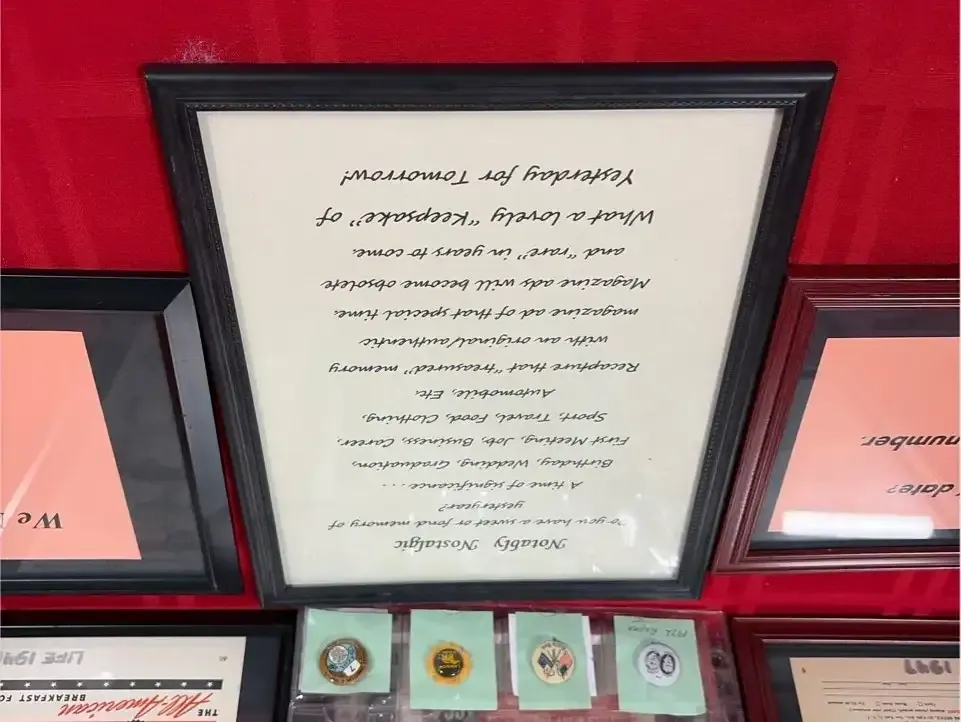 Notably Nostalgic
Do you have a sweet or fond memory of
yesteryear?
A time of significance . . . .
Birthday, Wedding, Graduation,
First Meeting, Job, Business, Career,
Sport, Travel, Food, Clothing,
Automobile, Etc.
Recapture that "treasured" memory
with an original/authentic
magazine ad of that special time.
Magazine ads will become obsolete
and "rare" in years to come.
What a lovely "Keepsake" of
Yesterday for Tomorrow!
We
date?
number.
LIFE 194
THE All-American
BREAKFAST FO
1947
1972